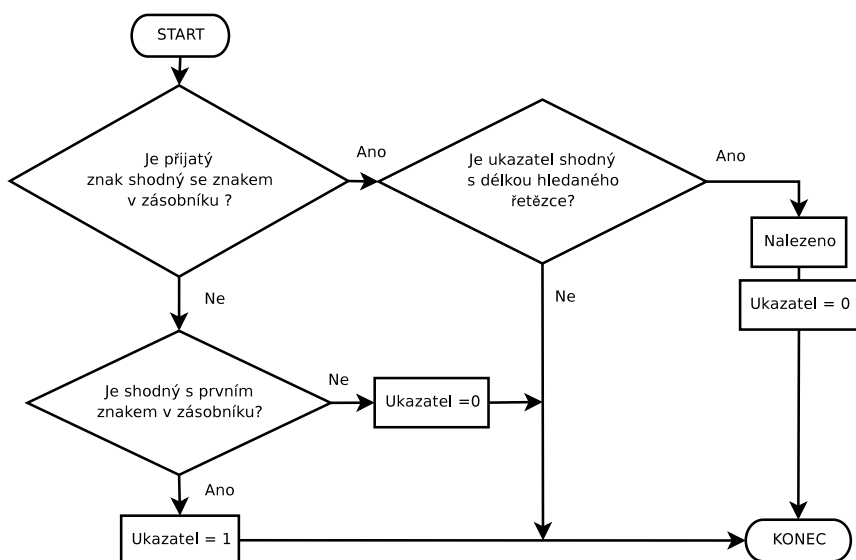 START
Je přijatý
znak shodný se znakem
v zásobníku ?
Ano
Je ukazatel shodný
s délkou hledaného
řetězce?
Ano
Nalezeno
Ukazatel = 0
Ne
Ne
Je shodný s prvním
znakem v zásobníku?
Ne
Ukazatel =0
Ano
Ukazatel = 1
KONEC